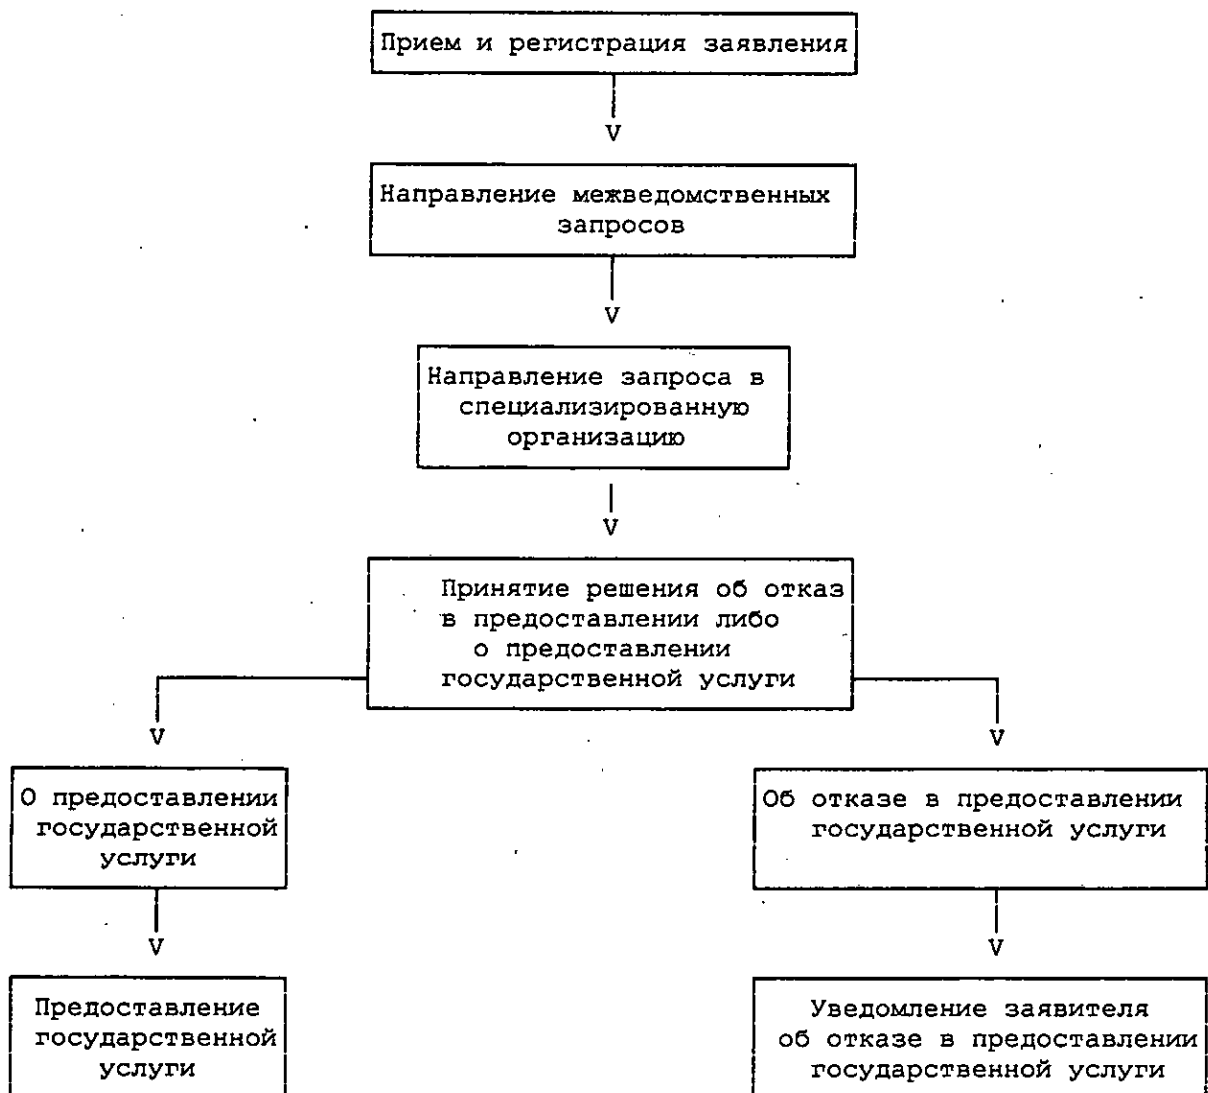 Прием и регистрация заявления
V
Направление межведомственных
запросов
V
Направление запроса в
специализированную
организацию
V
Принятие решения об отказ
в предоставлении либо
о предоставлении
государственной услуги
V
V
О предоставлении
государственной
услуги
Об отказе в предоставлении
государственной услуги
V
V
Предоставление
государственной
услуги
Уведомление заявителя
об отказе в предоставлении
государственной услуги